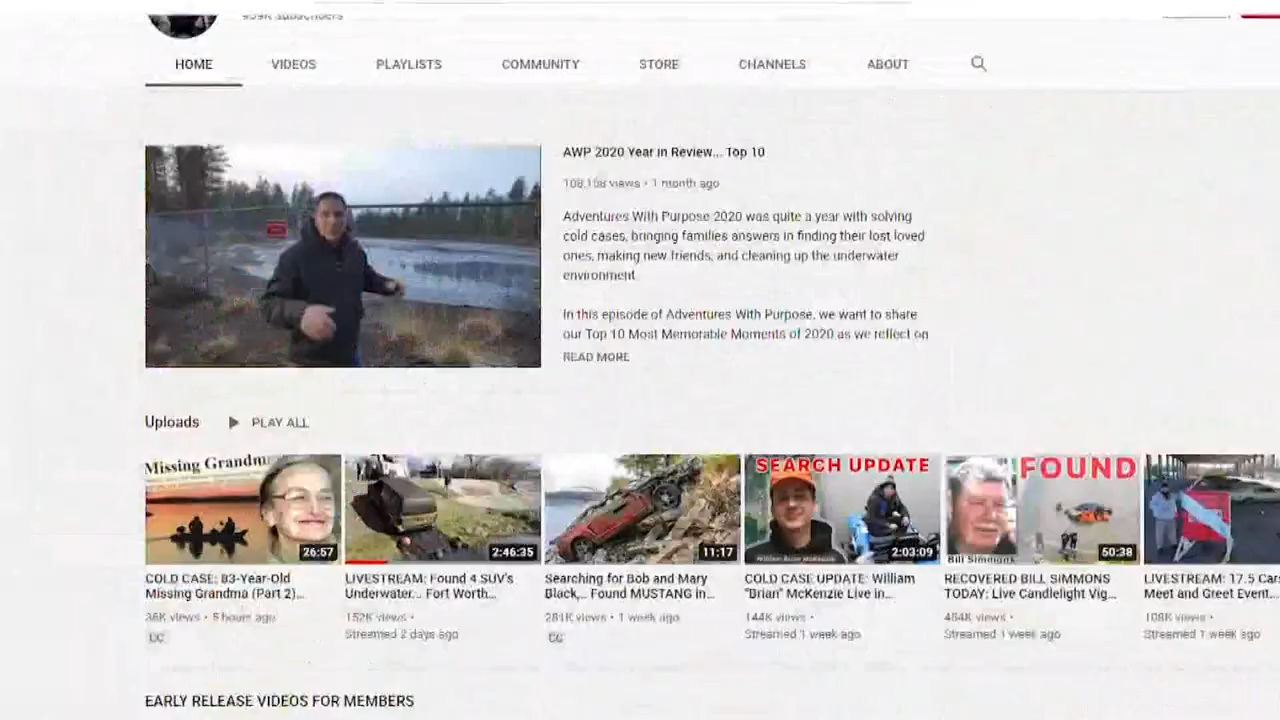 959K subscribers
HOME VIDEOS PLAYLISTS COMMUNITY STORE CHANNELS ABOUT
AWP 2020 Year in Review... Top 10
views • 1 month ago
Adventures With Purpose 2020 was quite a year with solving
cold cases, bringing families answers in finding their lost loved
ones, making new friends, and cleaning up the underwater
environment.
In this episode of Adventures With Purpose, we want to share
our Top 10 Most Memorable Moments of 2020 as we reflect on
READ MORE
Uploads PLAY ALL
Missing Grandm
26:57
COLD CASE: 83-Year-Old
Missing Grandma (Part 2)...
36K views • 5 hours ago
CC
2:46:35
LIVESTREAM: Found 4 SUV's
Underwater... Fort Worth...
152K views •
Streamed 2 days ago
11:17
Searching for Bob and Mary
Black,.. Found MUSTANG in...
281K views • 1 week ago
CC
SEARCH UPDATE
William Brian McKenzie
2:03:09
COLD CASE UPDATE: William
"Brian" McKenzie Live in...
144K views •
Streamed 1 week ago
FOUND
Bill Simmons
50:38
RECOVERED BILL SIMMONS
TODAY: Live Candlelight Vig...
464K views •
Streamed 1 week ago
LIVESTREAM: 17.5 Cars
Meet and Greet Event...
108K views •
Streamed 1 week ago
EARLY RELEASE VIDEOS FOR MEMBERS